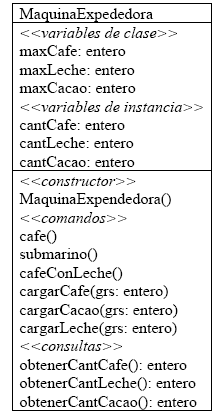 MaquinaExpededora
<<variables de clase>>
maxCafe: entero
maxLeche: entero
maxCacao: entero
<<variables de instancia>>
cantCafe: entero
cantLeche: entero
cantCacao: entero
<<constructor>>
MaquinaExpendedora()
<<comandos>>
cafe()
submarino()
cafeConLeche()
cargarCafe(grs: entero)
cargarCacao(grs: entero)
cargarLeche(grs: entero)
<<consultas>>
obtenerCantCafe(): entero
obtenerCantLeche(): entero
obtenerCantCacao(): entero